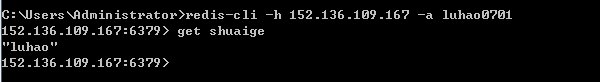 C:\Users\Administrator>redis-cli -h 152.136.109.167 -a luhao0701
152.136.109.167:6379> get shuaige
"luhao"
152.136.109.167:6379>